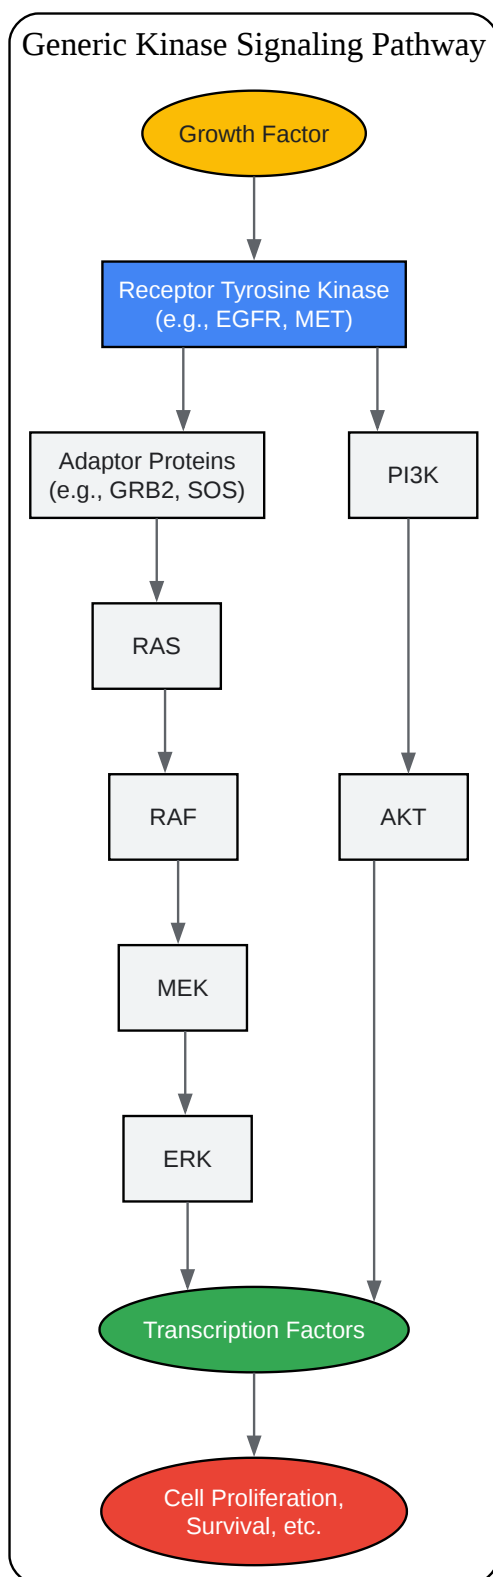 Generic Kinase Signaling Pathway
Growth Factor
Receptor Tyrosine Kinase
(e.g., EGFR, MET)
Adaptor Proteins
(e.g., GRB2, SOS)
PI3K
RAS
RAF
AKT
MEK
ERK
Transcription Factors
Cell Proliferation,
Survival, etc.